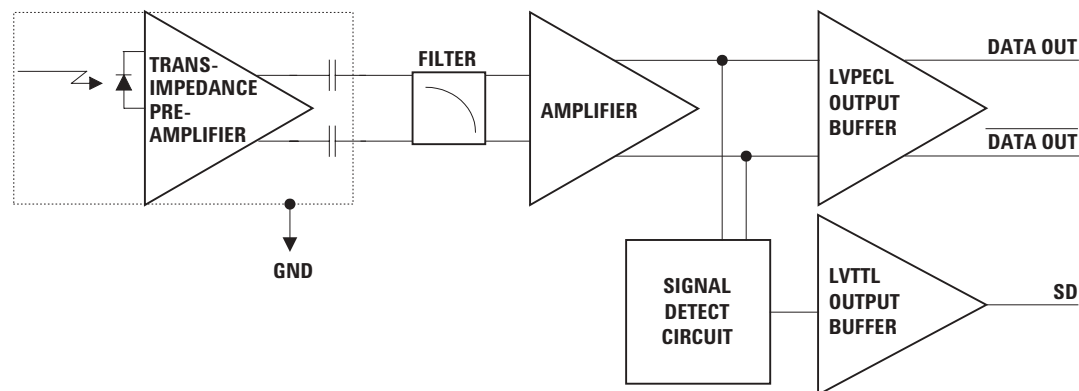 TRANS-
IMPEDANCE
PRE-
AMPLIFIER
FILTER
AMPLIFIER
LVPECL
OUTPUT
BUFFER
DATA OUT
DATA OUT
GND
SIGNAL
DETECT
CIRCUIT
LVTTL
OUTPUT
BUFFER
SD